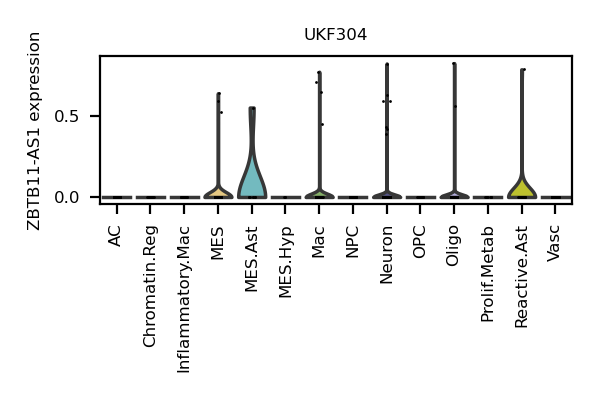 UKF304
ZBTB11-AS1 expression
0.5
0.0
AC
Chromatin.Reg
Inflammatory.Mac
MES
MES.Ast
MES.Hyp
Mac
NPC
Neuron
OPC
Oligo
Prolif.Metab
Reactive.Ast
Vasc